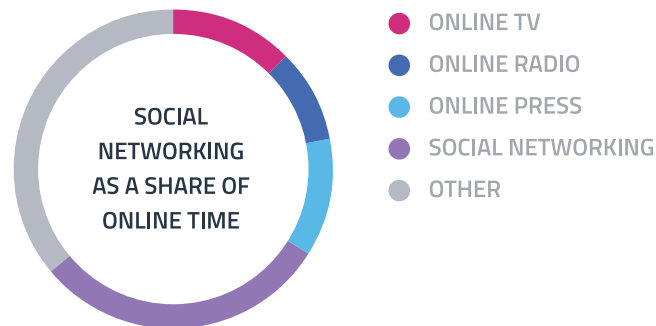 SOCIAL
NETWORKING
AS A SHARE OF
ONLINE TIME
ONLINE TV
ONLINE RADIO
ONLINE PRESS
SOCIAL NETWORKING
OTHER